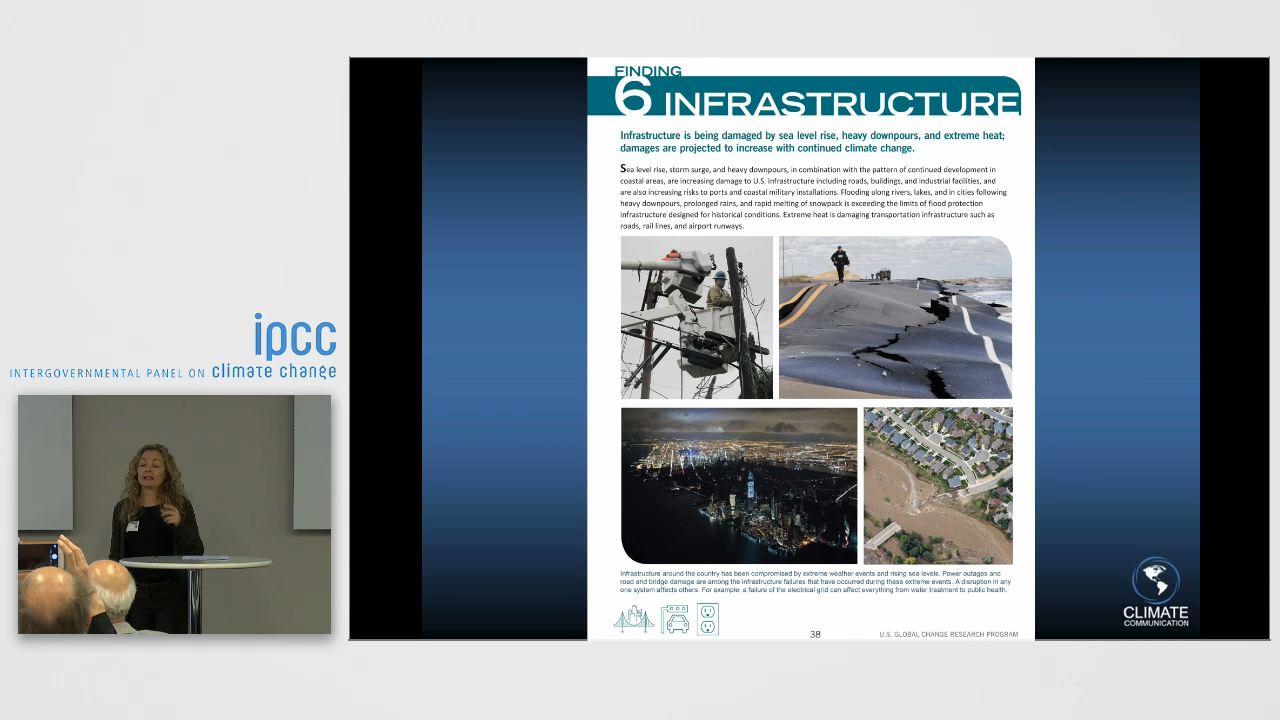 FINDING
6 INFRASTRUCTURE
Infrastructure is being damaged by sea level rise, heavy downpours, and extreme heat;
damages are projected to increase with continued climate change.
Sea level rise, storm surge, and heavy downpours, in combination with the pattern of continued development in
coastal areas, are increasing damage to U.S. infrastructure including roads, buildings, and industrial facilities, and
are also increasing risks to ports and coastal military installations. Flooding along rivers, lakes, and in cities following
heavy downpours, prolonged rains, and rapid melting of snowpack is exceeding the limits of flood protection
infrastructure designed for historical conditions. Extreme heat is damaging transportation infrastructure such as
roads, rail lines, and airport runways.
ipcc
INTERGOVERNMENTAL PANEL ON climate change
Infrastructure around the country has been compromised by extreme weather events and rising sea levels. Power outages and
road and bridge damage are among the infrastructure failures that have occurred during these extreme events. A disruption in any
one system affects others. For example, a failure of the electrical grid can affect everything from water treatment to public health.
38
U.S. GLOBAL CHANGE RESEARCH PROGRAM
CLIMATE
COMMUNICATION